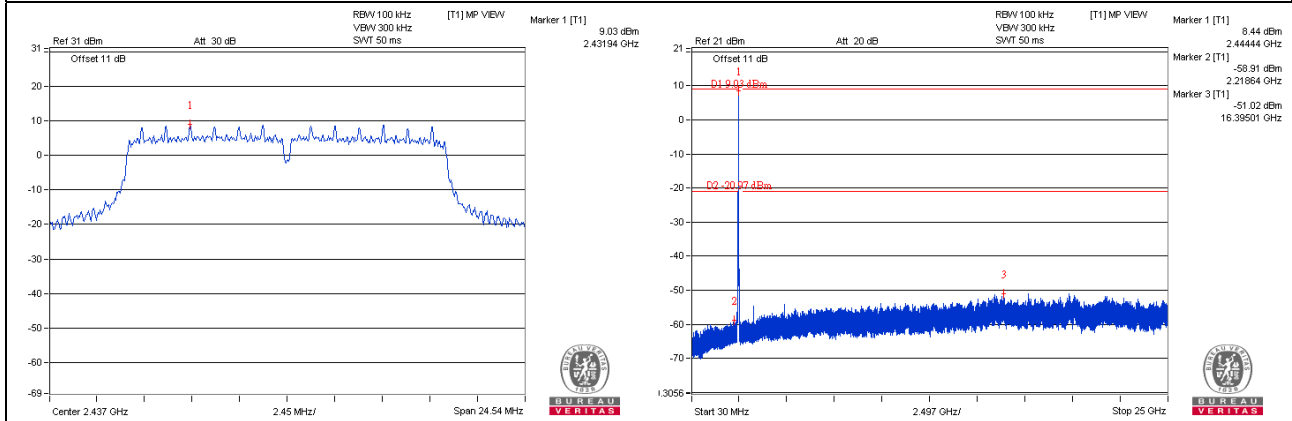 RBW 100 kHz
VBW 300 kHz
SWT 50 ms
[T1] MP VIEW
Ref 31 dBm
Att 30 dB
Marker 1 [T1]
9.03 dBm
2.43194 GHz
31
Offset 11 dB
20
1
10
0
-10
-20
-30
-40
-50
-60
-69
Center 2.437 GHz
2.45 MHz/
Span 24.54 MHz
BUREAU VERITAS
1828
BUREAU
VERITAS
RBW 100 kHz
VBW 300 kHz
SWT 50 ms
[T1] MP VIEW
Ref 21 dBm
Att 20 dB
Marker 1 [T1]
8.44 dBm
2.44444 GHz
Marker 2 [T1]
-58.91 dBm
2.21864 GHz
Marker 3 [T1]
-51.02 dBm
16.39501 GHz
21
Offset 11 dB
1
D1 9.03 dBm
10
0
-10
D2 -20.97 dBm
-20
-30
-40
-50
3
2
-60
-70
.3056
Start 30 MHz
2.497 GHz/
Stop 25 GHz
BUREAU VERITAS
1828
BUREAU
VERITAS